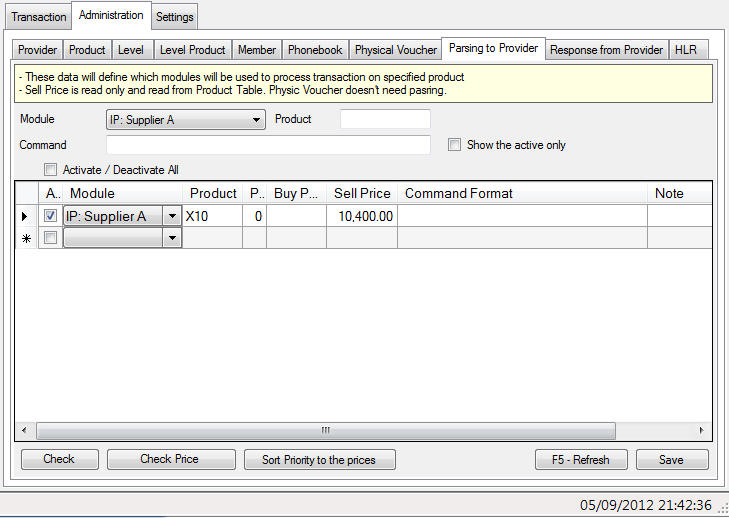 Transaction Administration Settings
Provider Product Level Level Product Member Phonebook Physical Voucher Parsing to Provider Response from Provider HLR
- These data will define which modules will be used to process transaction on specified product
- Sell Price is read only and read from Product Table. Physic Voucher doesn't need pasring.
Module IP: Supplier A Product
Command Show the active only
Activate / Deactivate All
A.. Module Product P.. Buy P... Sell Price Command Format Note
IP: Supplier A X10 0 10,400.00
Check Check Price Sort Priority to the prices F5 - Refresh Save
05/09/2012 21:42:36